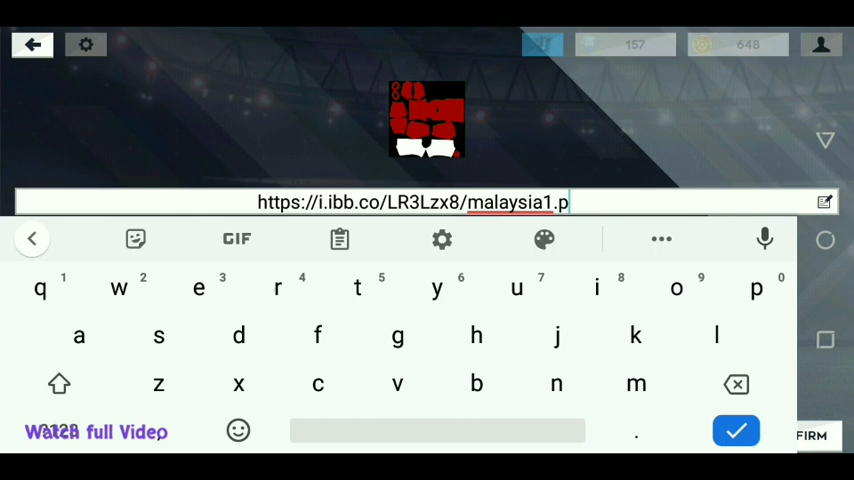 157
648
https://i.ibb.co/LR3Lzx8/malaysia1.p
GIF
q 1 w 2 e 3 r 4 t 5 y 6 u 7 i 8 o 9 p 0
a s d f g h j k l
z x c v b n m
Watch full Video , .
FIRM